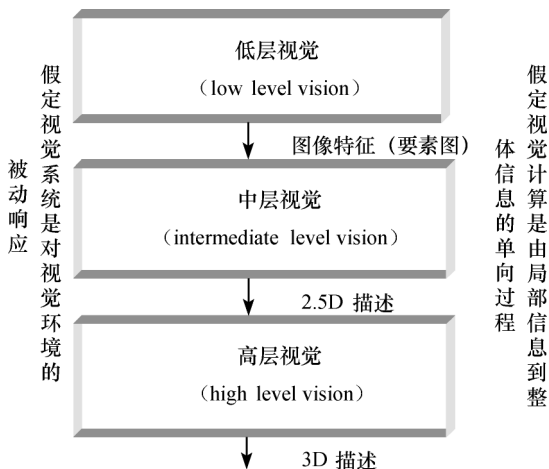 假定视觉系统是对视觉环境的
被动响应
低层视觉
（low level vision）
图像特征（要素图）
中层视觉
（intermediate level vision）
2.5D 描述
高层视觉
（high level vision）
3D 描述
假定视觉计算是由局部信息到整
体信息的单向过程